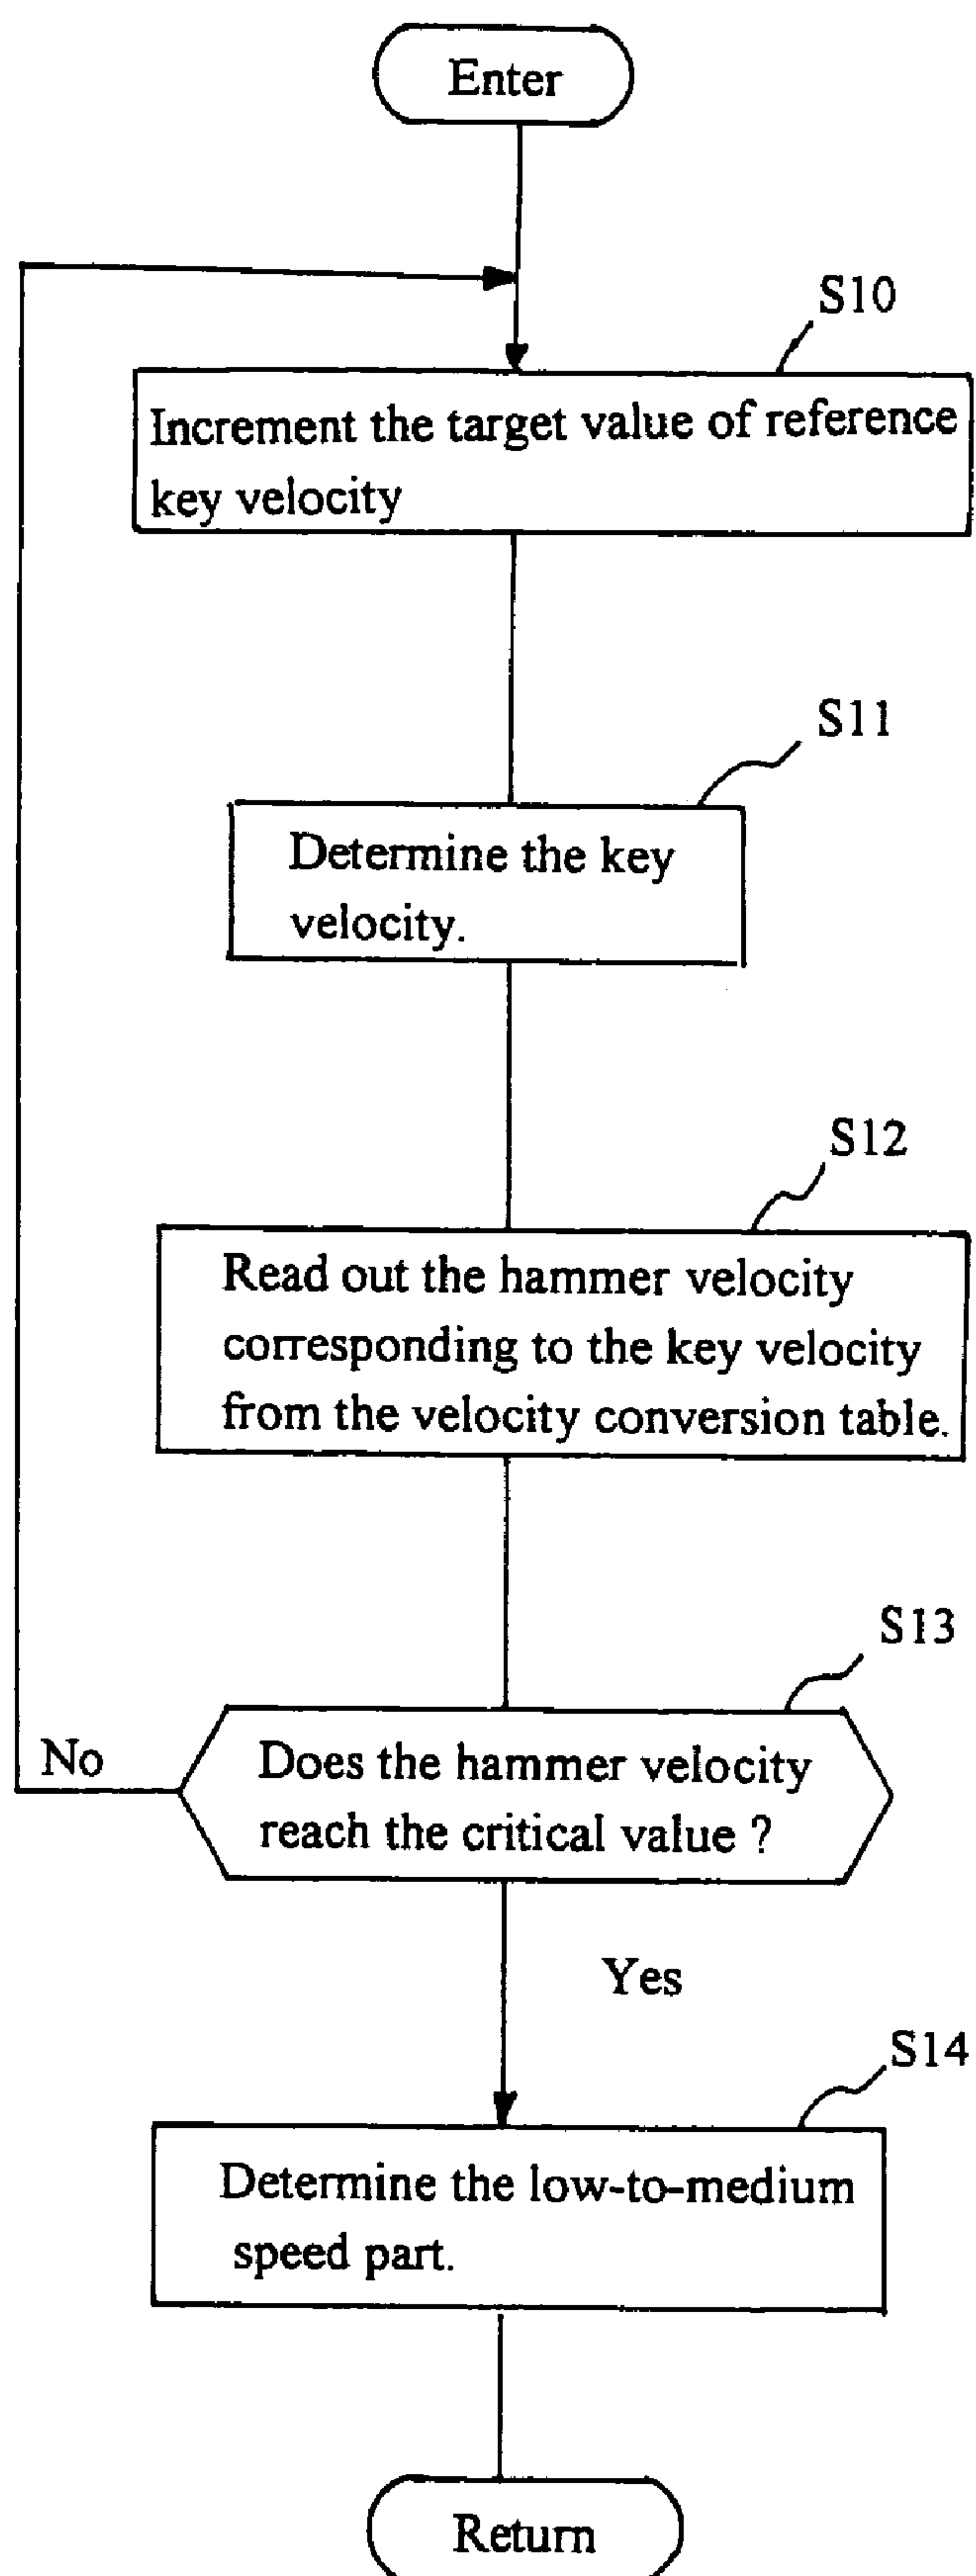 Enter
S10
Increment the target value of reference
key velocity
S11
Determine the key
velocity.
S12
Read out the hammer velocity
corresponding to the key velocity
from the velocity conversion table.
S13
No
Does the hammer velocity
reach the critical value ?
Yes
S14
Determine the low-to-medium
speed part.
Return